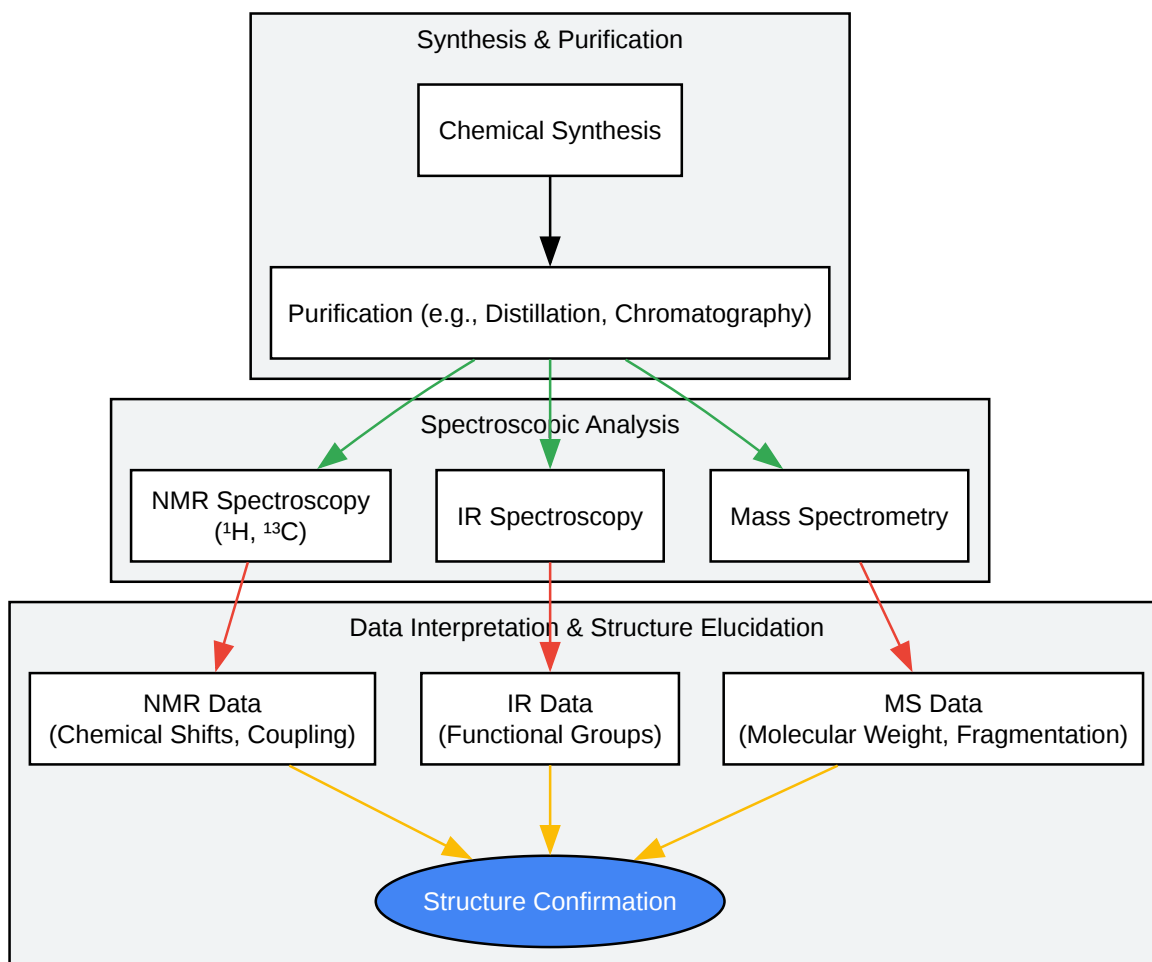 Synthesis & Purification
Chemical Synthesis
Purification (e.g., Distillation, Chromatography)
Spectroscopic Analysis
NMR Spectroscopy
(¹H, ¹³C)
IR Spectroscopy
Mass Spectrometry
Data Interpretation & Structure Elucidation
NMR Data
(Chemical Shifts, Coupling)
IR Data
(Functional Groups)
MS Data
(Molecular Weight, Fragmentation)
Structure Confirmation